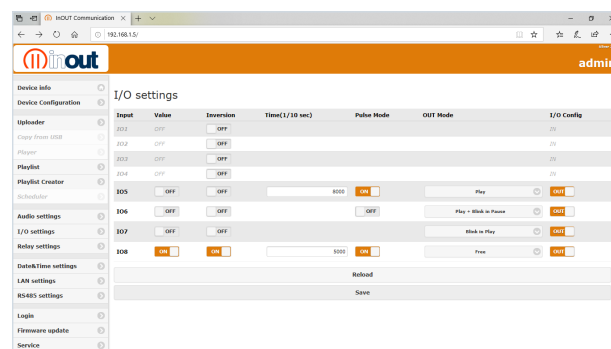 InOUT Communication
192.168.1.5/
inout
admin
Device info
Device Configuration
Uploader
Copy from USB
Player
Playlist
Playlist Creator
Scheduler
Audio settings
I/O settings
Relay settings
Date&Time settings
LAN settings
RS485 settings
Login
Firmware update
Service
I/O settings
Input Value Inversion Time(1/10 sec) Pulse Mode OUT Mode I/O Config
IO1 OFF OFF IN
IO2 OFF OFF IN
IO3 OFF OFF IN
IO4 OFF OFF IN
IO5 OFF OFF 8000 ON Play OUT
IO6 OFF OFF OFF Play + Blink in Pause OUT
IO7 OFF OFF Blink in Play OUT
IO8 ON ON 5000 ON Free OUT
Reload
Save